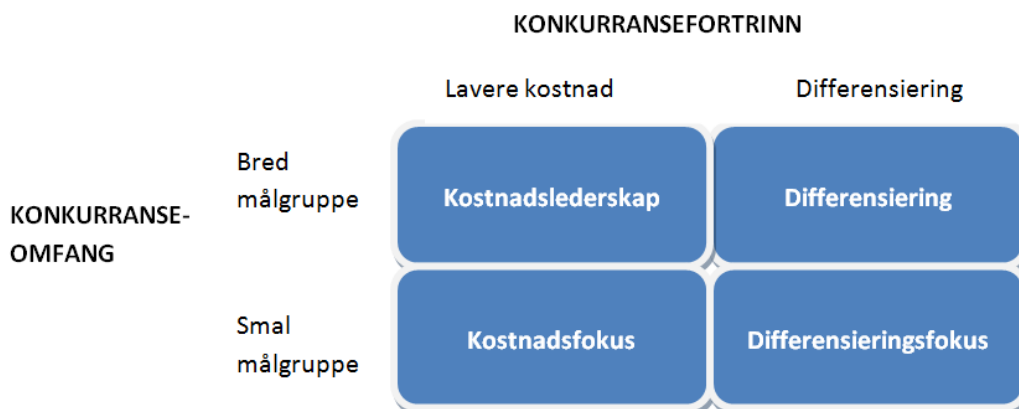 KONKURRANSEFORTRINN
Lavere kostnad
Differensiering
Bred
målgruppe
Kostnadslederskap
Differensiering
KONKURRANSE-
OMFANG
Smal
målgruppe
Kostnadsfokus
Differensieringsfokus